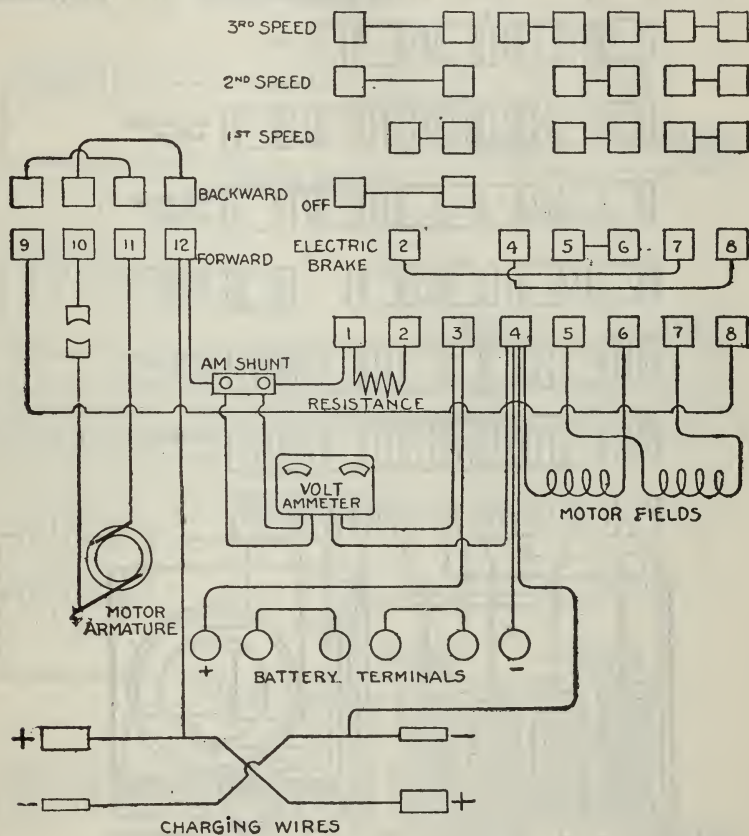 3RD SPEED
2ND SPEED
1ST SPEED
BACKWARD
OFF
9 10 11 12 FORWARD
ELECTRIC BRAKE 2 4 5 6 7 8
1 2 3 4 5 6 7 8
AM SHUNT
RESISTANCE
VOLT AMMETER
MOTOR FIELDS
MOTOR ARMATURE
+ -
BATTERY TERMINALS
+ -
- +
CHARGING WIRES